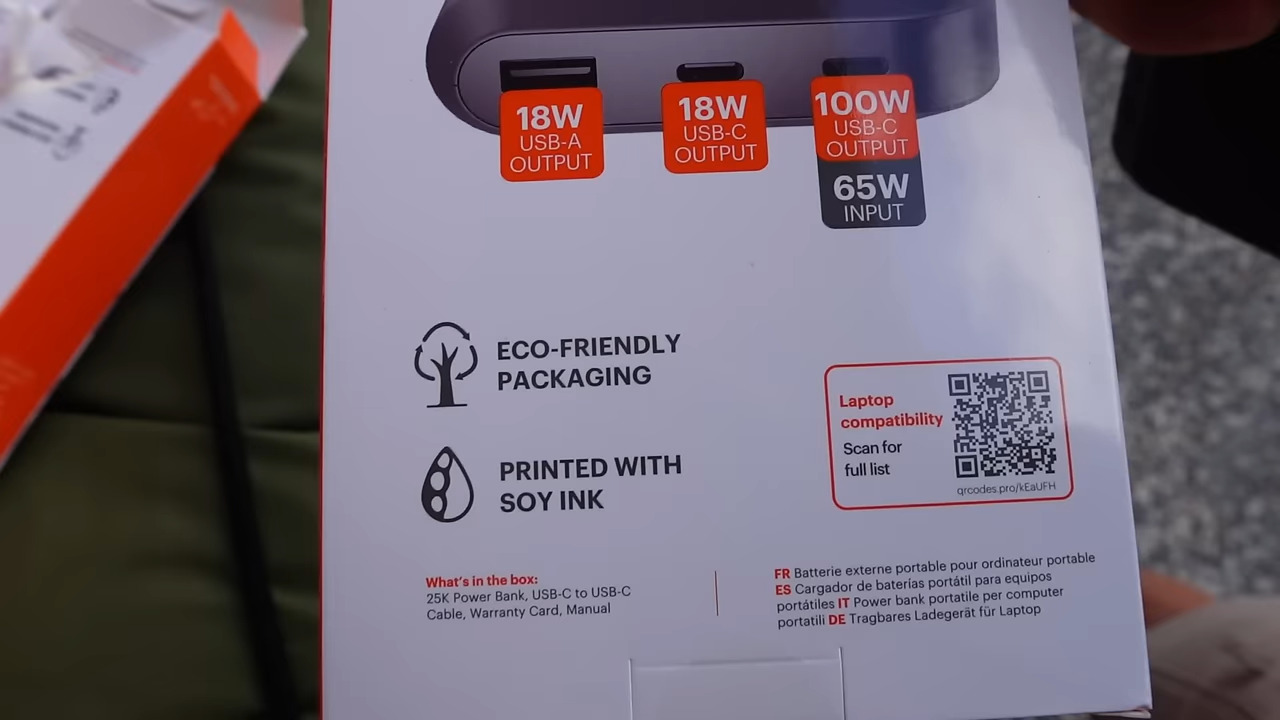 18W
USB-A
OUTPUT
18W
USB-C
OUTPUT
100W
USB-C
OUTPUT
65W
INPUT
ECO-FRIENDLY
PACKAGING
PRINTED WITH
SOY INK
Laptop
compatibility
Scan for
full list
qrcodes.pro/kEaUFH
What's in the box:
25K Power Bank, USB-C to USB-C
Cable, Warranty Card, Manual
FR Batterie externe portable pour ordinateur portable
ES Cargador de baterías portátil para equipos
portátiles IT Power bank portatile per computer
portatili DE Tragbares Ladegerät für Laptop